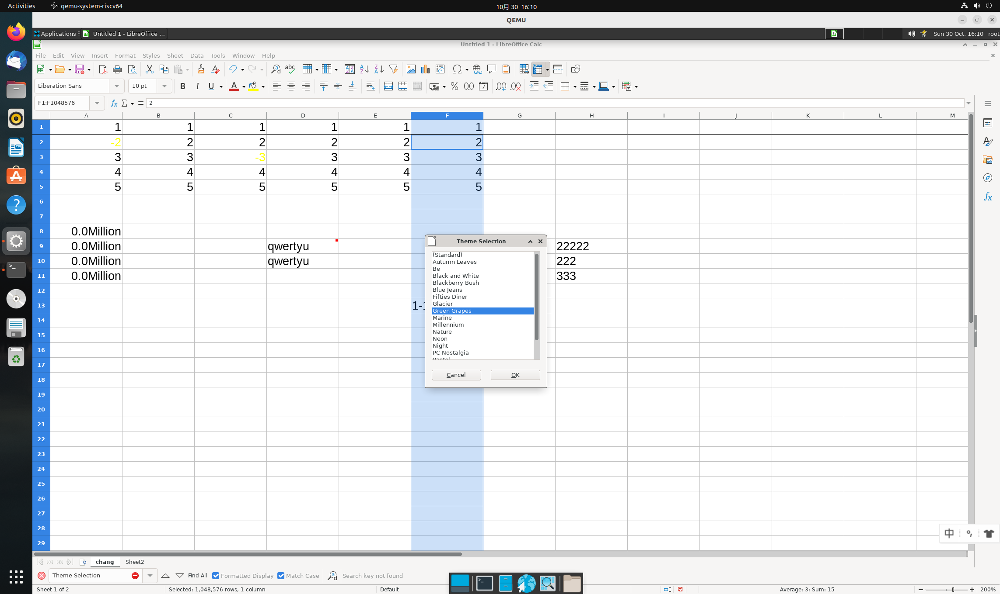 Activities qemu-system-riscv64 10月 30 16:10
QEMU
Applications Untitled 1 - LibreOffice ... Sun 30 Oct, 16:10 root
Untitled 1 - LibreOffice Calc
File Edit View Insert Format Styles Sheet Data Tools Window Help
Liberation Sans 10 pt
F1:F1048576 2
A B C D E F G H I J K L M
1 1 1 1 1 1 1
2 -2 2 2 2 2 2
3 3 3 -3 3 3 3
4 4 4 4 4 4 4
5 5 5 5 5 5 5
6
7
8 0.0Million
9 0.0Million qwertyu 22222
10 0.0Million qwertyu 222
11 0.0Million 333
12
13
14
15
16
17
18
19
20
21
22
23
24
25
26
27
28
29
Theme Selection
(Standard)
Autumn Leaves
Be
Black and White
Blackberry Bush
Blue Jeans
Fifties Diner
Glacier
Green Grapes
Marine
Millennium
Nature
Neon
Night
PC Nostalgia
Cancel OK
中
chang Sheet2
Theme Selection Find All Formatted Display Match Case Search key not found
Sheet 1 of 2 Selected: 1,048,576 rows, 1 column Default Average: 3; Sum: 15 200%